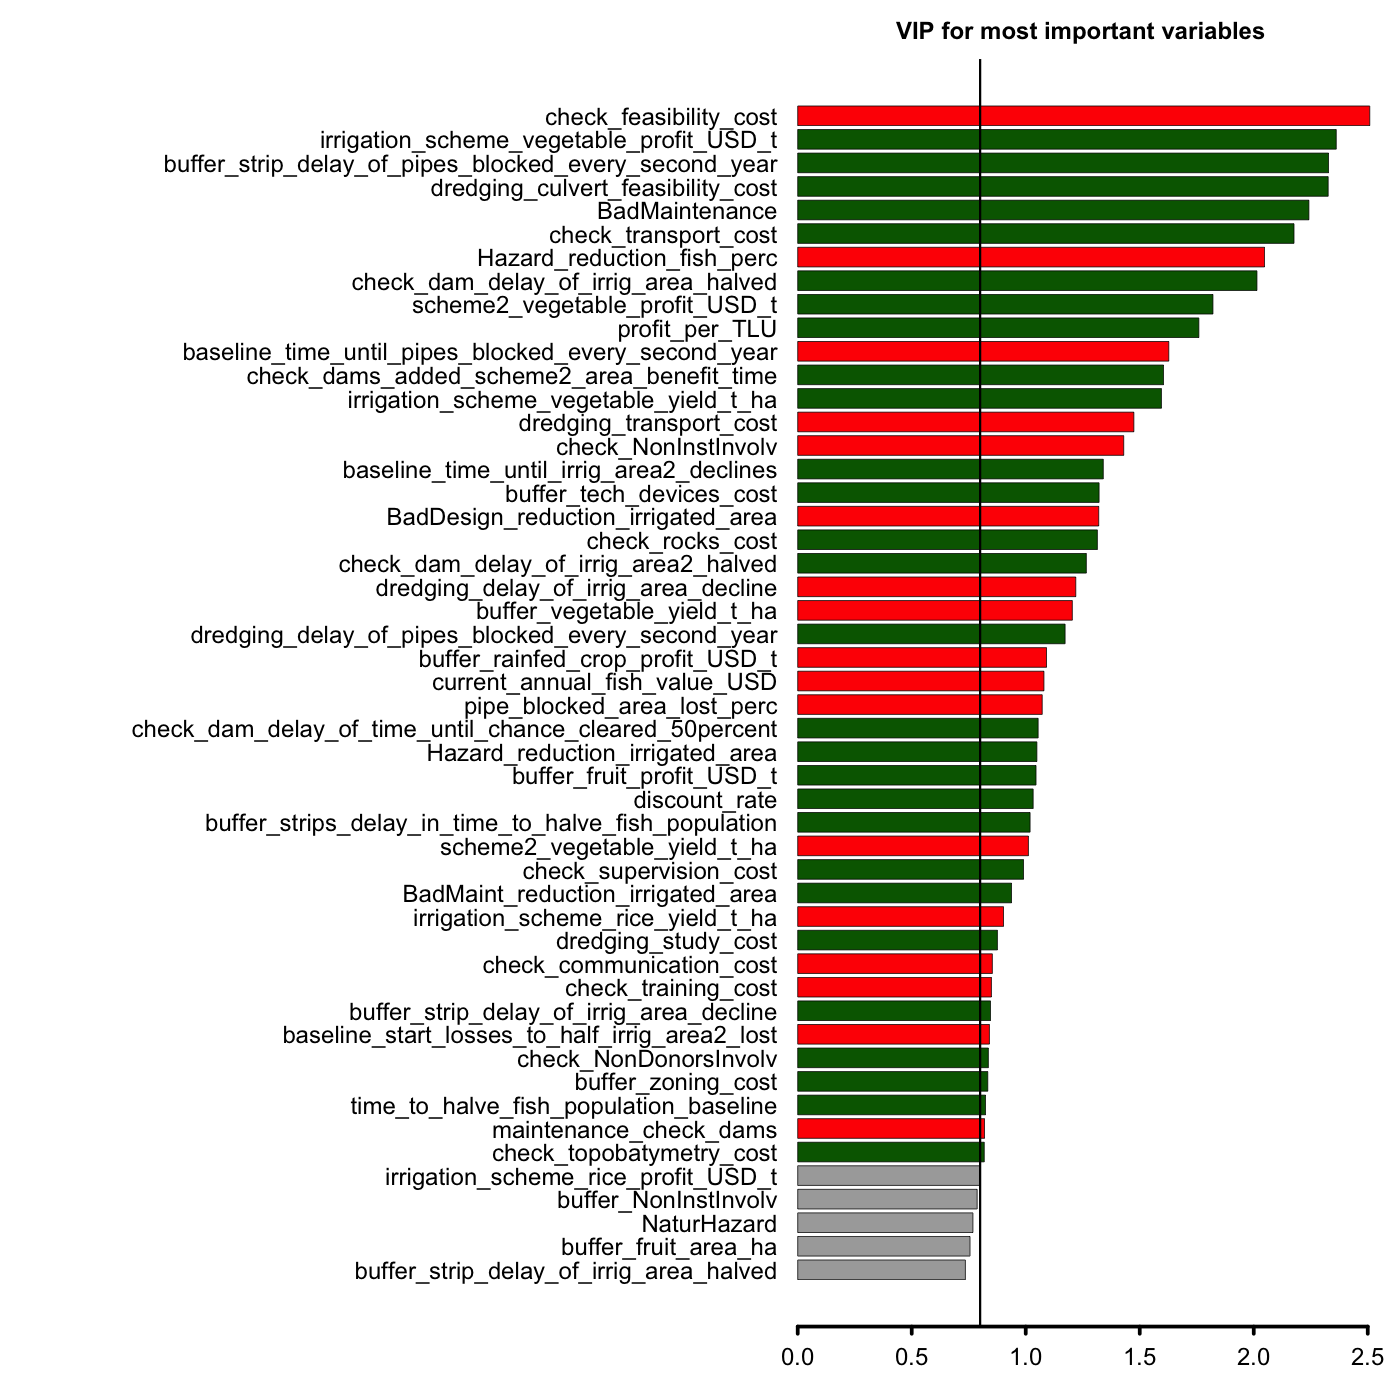 VIP for most important variables
check_feasibility_cost
irrigation_scheme_vegetable_profit_USD_t
buffer_strip_delay_of_pipes_blocked_every_second_year
dredging_culvert_feasibility_cost
BadMaintenance
check_transport_cost
Hazard_reduction_fish_perc
check_dam_delay_of_irrig_area_halved
scheme2_vegetable_profit_USD_t
profit_per_TLU
baseline_time_until_pipes_blocked_every_second_year
check_dams_added_scheme2_area_benefit_time
irrigation_scheme_vegetable_yield_t_ha
dredging_transport_cost
check_NonInstInvolv
baseline_time_until_irrig_area2_declines
buffer_tech_devices_cost
BadDesign_reduction_irrigated_area
check_rocks_cost
check_dam_delay_of_irrig_area2_halved
dredging_delay_of_irrig_area_decline
buffer_vegetable_yield_t_ha
dredging_delay_of_pipes_blocked_every_second_year
buffer_rainfed_crop_profit_USD_t
current_annual_fish_value_USD
pipe_blocked_area_lost_perc
check_dam_delay_of_time_until_chance_cleared_50percent
Hazard_reduction_irrigated_area
buffer_fruit_profit_USD_t
discount_rate
buffer_strips_delay_in_time_to_halve_fish_population
scheme2_vegetable_yield_t_ha
check_supervision_cost
BadMaint_reduction_irrigated_area
irrigation_scheme_rice_yield_t_ha
dredging_study_cost
check_communication_cost
check_training_cost
buffer_strip_delay_of_irrig_area_decline
baseline_start_losses_to_half_irrig_area2_lost
check_NonDonorsInvolv
buffer_zoning_cost
time_to_halve_fish_population_baseline
maintenance_check_dams
check_topobatymetry_cost
irrigation_scheme_rice_profit_USD_t
buffer_NonInstInvolv
NaturHazard
buffer_fruit_area_ha
buffer_strip_delay_of_irrig_area_halved
0.0 0.5 1.0 1.5 2.0 2.5